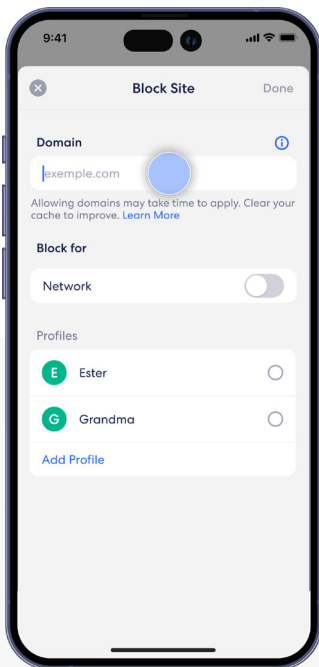 9:41
Block Site
Done
Domain
exemple.com
Allowing domains may take time to apply. Clear your
cache to improve. Learn More
Block for
Network
Profiles
E
Ester
G
Grandma
Add Profile